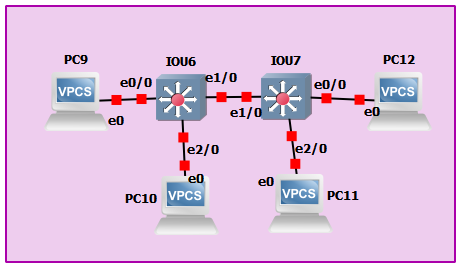 PC9
IOU6
IOU7
PC12
VPCS
e0/0
e1/0
e0/0
VPCS
e0
e1/0
e0
e2/0
e2/0
e0
e0
PC10
VPCS
VPCS
PC11